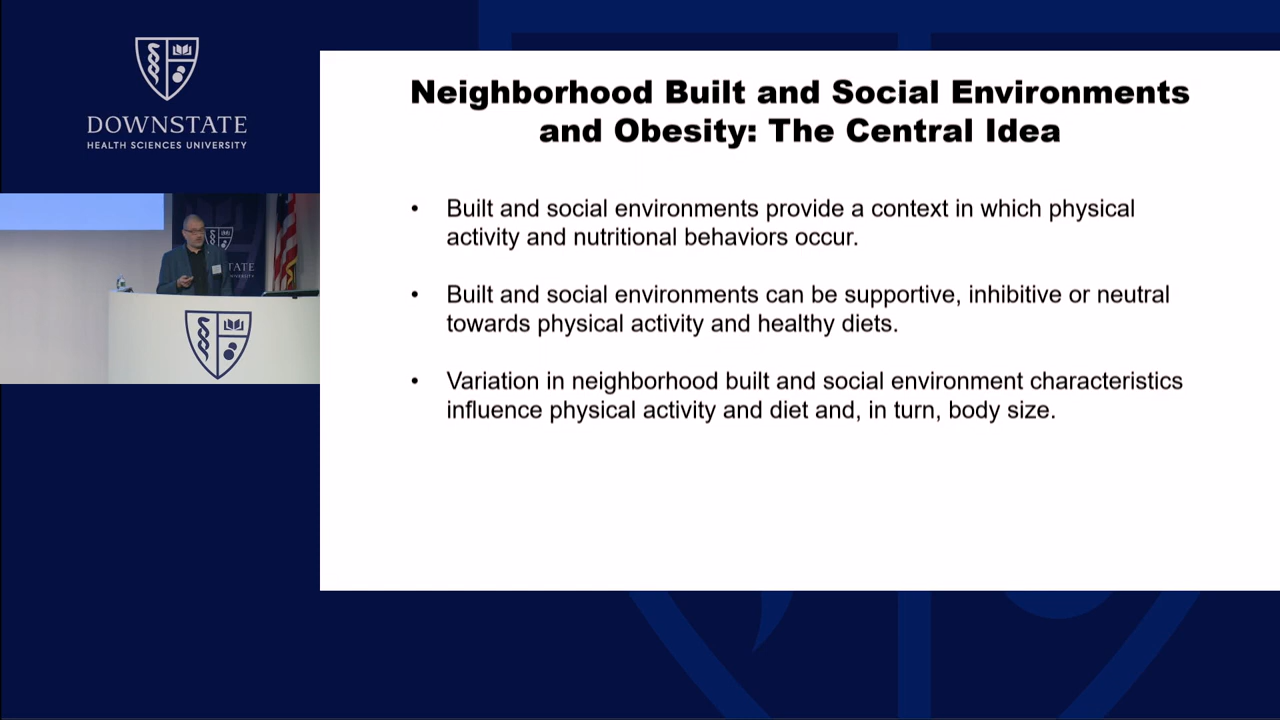 DOWNSTATE
HEALTH SCIENCES UNIVERSITY
Neighborhood Built and Social Environments
and Obesity: The Central Idea
• Built and social environments provide a context in which physical
activity and nutritional behaviors occur.
• Built and social environments can be supportive, inhibitive or neutral
towards physical activity and healthy diets.
• Variation in neighborhood built and social environment characteristics
influence physical activity and diet and, in turn, body size.